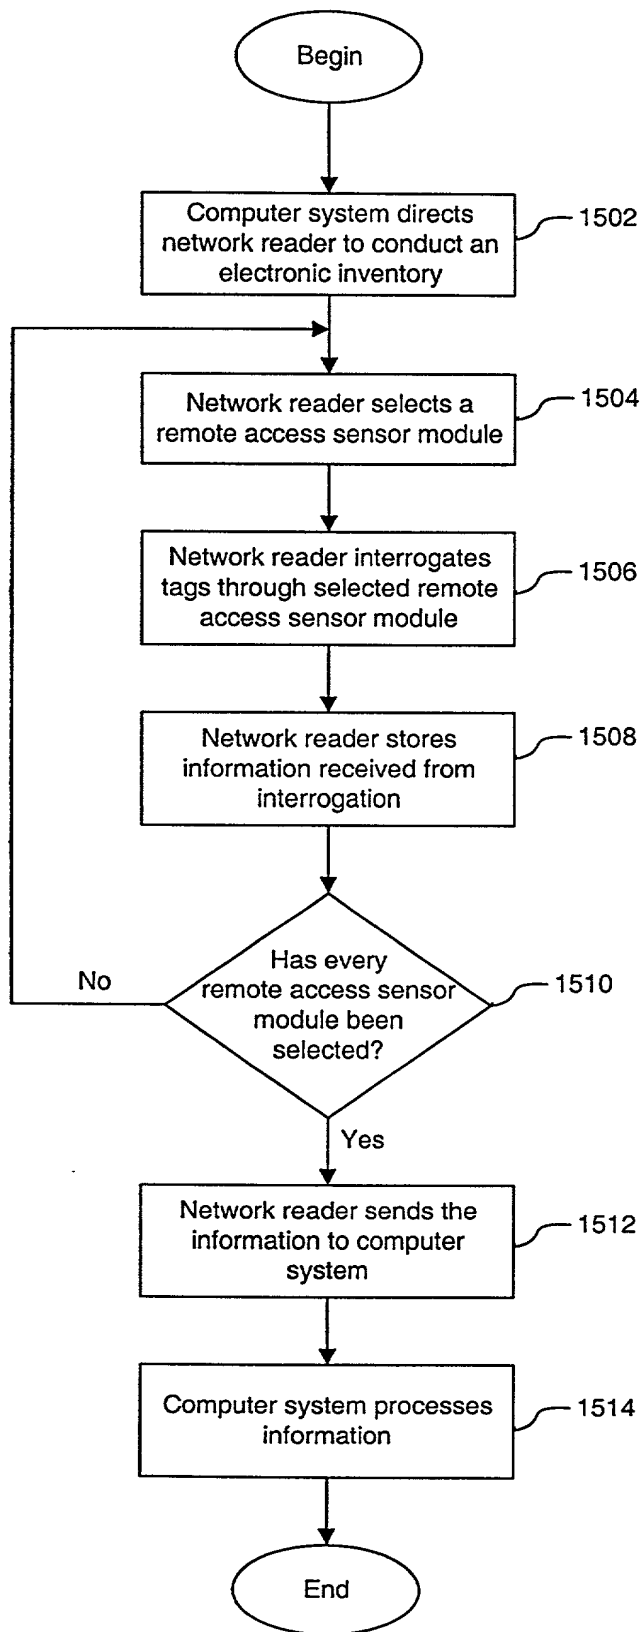 Begin
Computer system directs
network reader to conduct an
electronic inventory
1502
Network reader selects a
remote access sensor module
1504
Network reader interrogates
tags through selected remote
access sensor module
1506
Network reader stores
information received from
interrogation
1508
Has every
remote access sensor
module been
selected?
1510
No
Yes
Network reader sends the
information to computer
system
1512
Computer system processes
information
1514
End